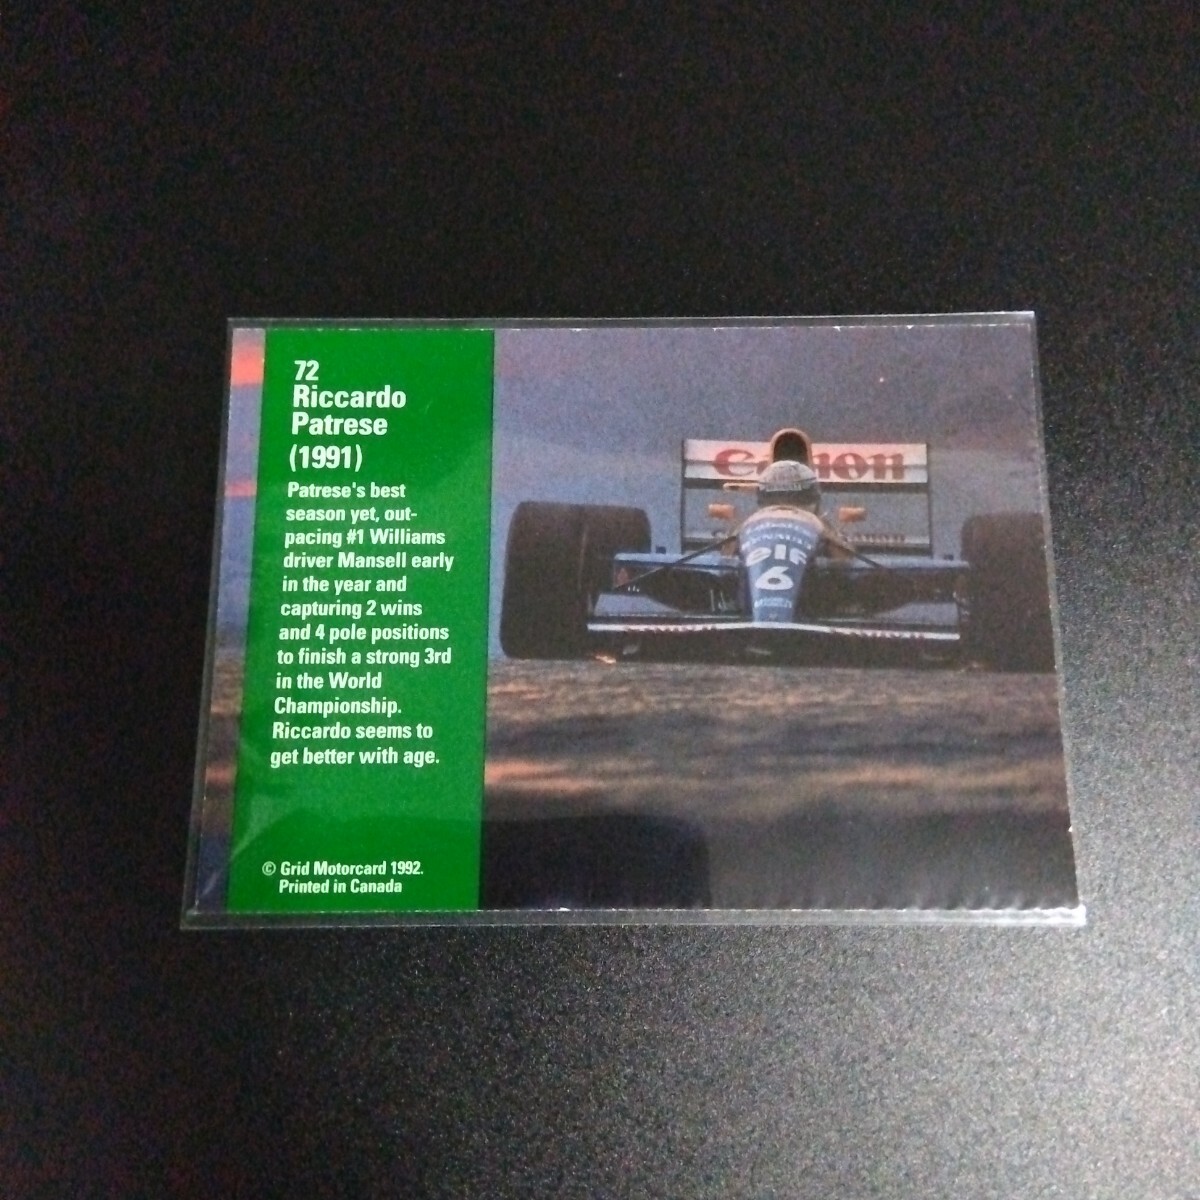 72
Riccardo
Patrese
(1991)
Patrese's best
season yet, out-
pacing #1 Williams
driver Mansell early
in the year and
capturing 2 wins
and 4 pole positions
to finish a strong 3rd
in the World
Championship.
Riccardo seems to
get better with age.
© Grid Motorcard 1992.
Printed in Canada
Canon
elf
6